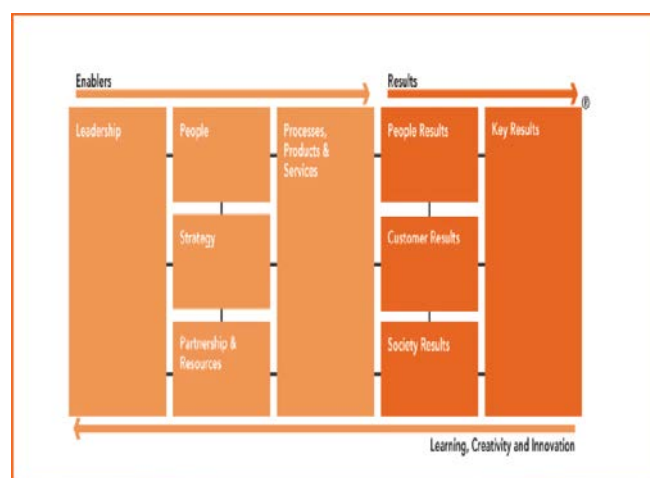 Enablers
Results
®
Leadership
People
Processes,
Products &
Services
People Results
Key Results
Strategy
Customer Results
Partnership &
Resources
Society Results
Learning, Creativity and Innovation